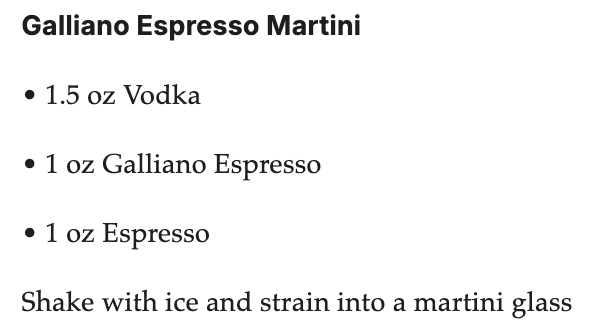 Galliano Espresso Martini
• 1.5 oz Vodka
• 1 oz Galliano Espresso
• 1 oz Espresso
Shake with ice and strain into a martini glass